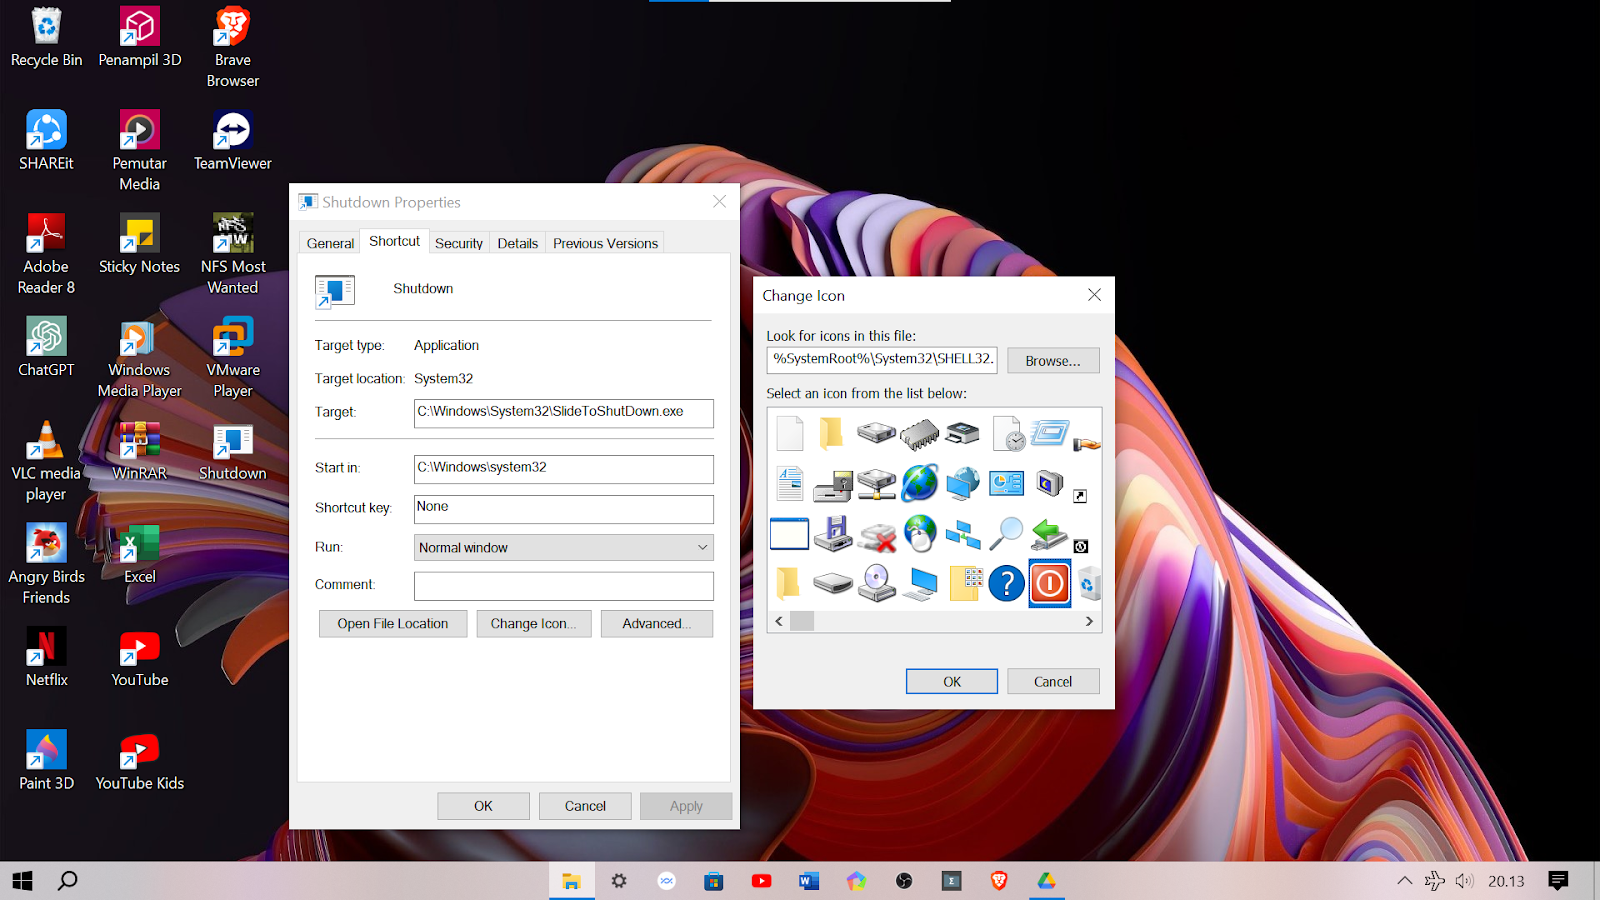 Recycle Bin
Penampil 3D
Brave
Browser
SHAREit
Pemutar
Media
TeamViewer
Adobe
Reader 8
Sticky Notes
NFS Most
Wanted
ChatGPT
Windows
Media Player
VMware
Player
VLC media
player
WinRAR
Shutdown
Angry Birds
Friends
Excel
Netflix
YouTube
Paint 3D
YouTube Kids
Shutdown Properties
General
Shortcut
Security
Details
Previous Versions
Shutdown
Target type:
Application
Target location:
System32
Target:
C:\Windows\System32\SlideToShutDown.exe
Start in:
C:\Windows\system32
Shortcut key:
None
Run:
Normal window
Comment:
Open File Location
Change Icon...
Advanced...
OK
Cancel
Apply
Change Icon
Look for icons in this file:
%SystemRoot%\System32\SHELL32.
Browse...
Select an icon from the list below:
OK
Cancel
20.13